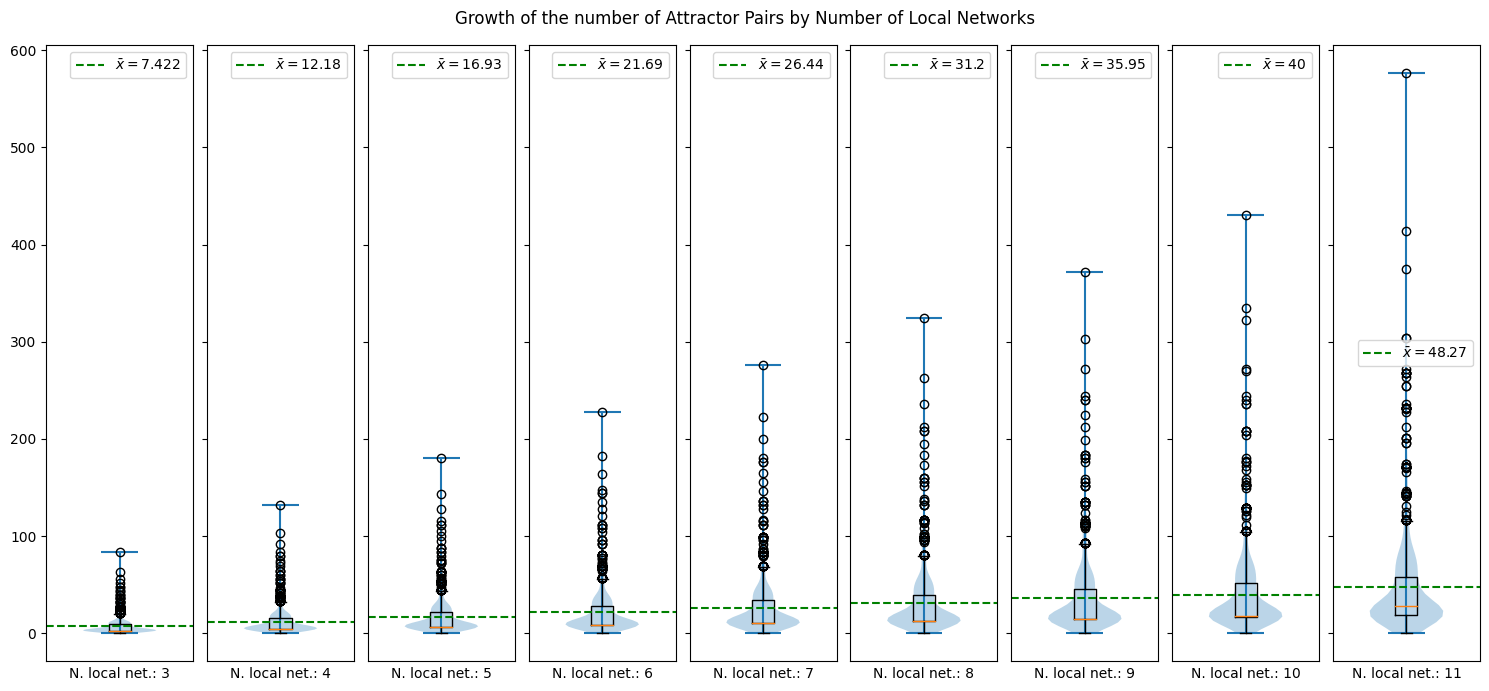 Growth of the number of Attractor Pairs by Number of Local Networks
600
500
400
300
200
100
0
x̄ = 7.422
x̄ = 12.18
x̄ = 16.93
x̄ = 21.69
x̄ = 26.44
x̄ = 31.2
x̄ = 35.95
x̄ = 40
x̄ = 48.27
N. local net.: 3
N. local net.: 4
N. local net.: 5
N. local net.: 6
N. local net.: 7
N. local net.: 8
N. local net.: 9
N. local net.: 10
N. local net.: 11